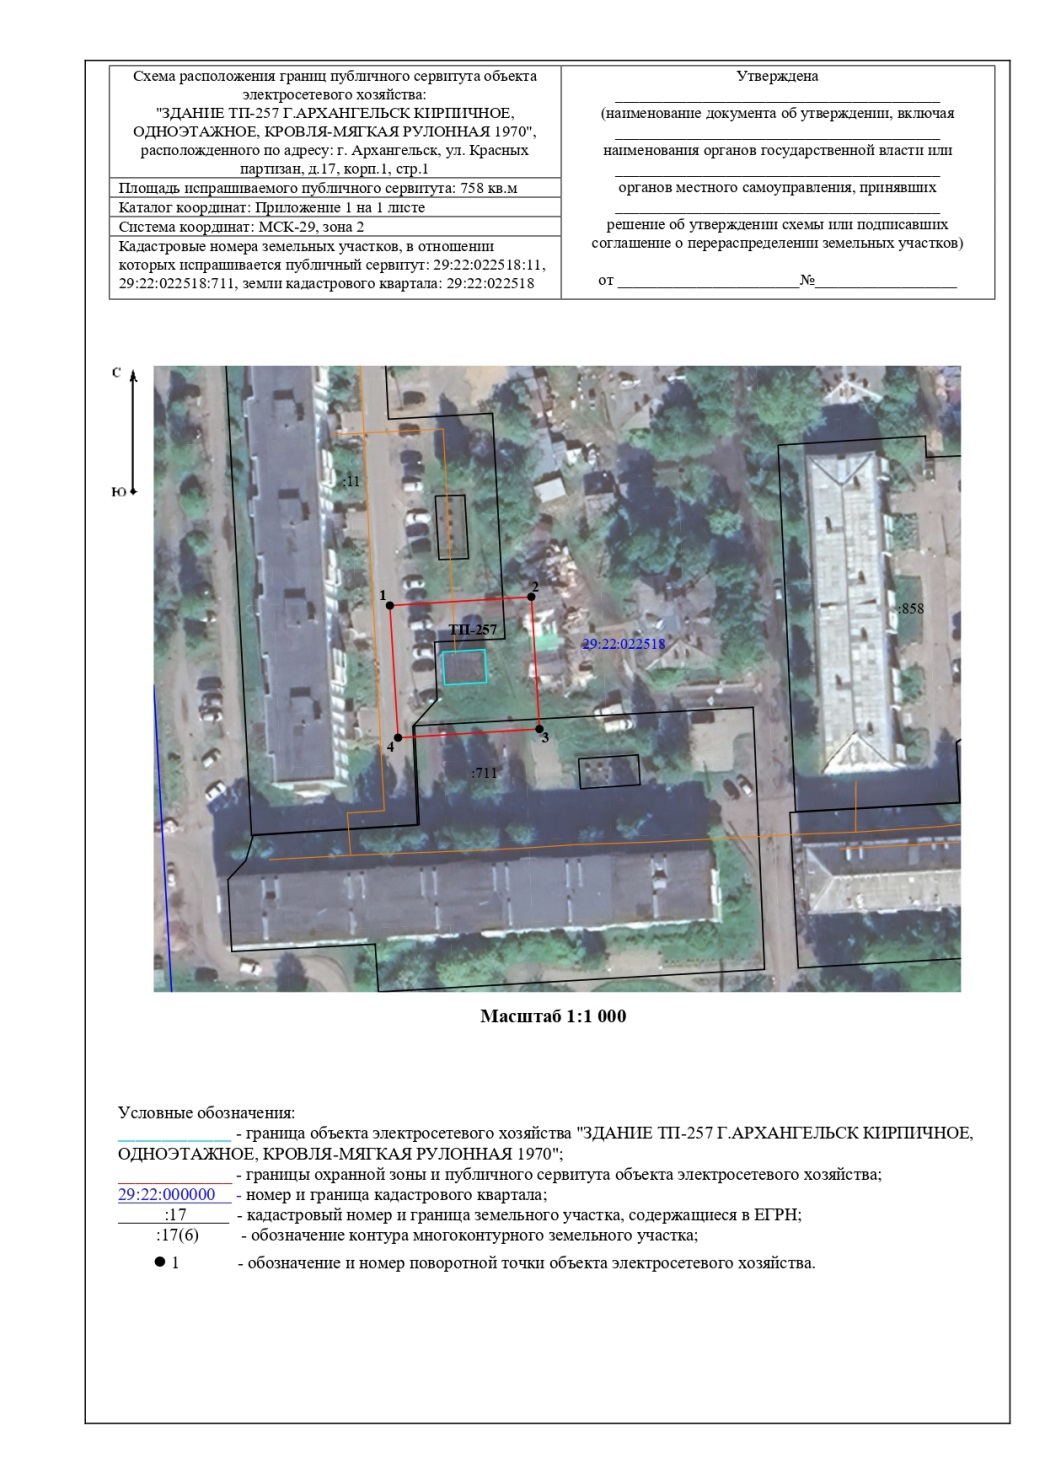 Схема расположения границ публичного сервитута объекта
электросетевого хозяйства:
"ЗДАНИЕ ТП-257 Г.АРХАНГЕЛЬСК КИРПИЧНОЕ,
ОДНОЭТАЖНОЕ, КРОВЛЯ-МЯГКАЯ РУЛОННАЯ 1970",
расположденного по адресу: г. Архангельск, ул. Красных
партизан, д.17, корп.1, стр.1
Площадь испрашиваемого публичного сервитута: 758 кв.м
Каталог координат: Приложение 1 на 1 листе
Система координат: МСК-29, зона 2
Кадастровые номера земельных участков, в отношении
которых испрашивается публичный сервитут: 29:22:022518:11,
29:22:022518:711, земли кадастрового квартала: 29:22:022518
Утверждена
(наименование документа об утверждении, включая
наименования органов государственной власти или
органов местного самоуправления, принявших
решение об утверждении схемы или подписавших
соглашение о перераспределении земельных участков)
от ______________________№_________________
С
Ю
:11
1
2
ТП-257
29:22:022518
:858
4
3
:711
Масштаб 1:1 000
Условные обозначения:
- граница объекта электросетевого хозяйства "ЗДАНИЕ ТП-257 Г.АРХАНГЕЛЬСК КИРПИЧНОЕ,
ОДНОЭТАЖНОЕ, КРОВЛЯ-МЯГКАЯ РУЛОННАЯ 1970";
- границы охранной зоны и публичного сервитута объекта электросетевого хозяйства;
29:22:000000 - номер и граница кадастрового квартала;
:17 - кадастровый номер и граница земельного участка, содержащиеся в ЕГРН;
:17(6) - обозначение контура многоконтурного земельного участка;
● 1 - обозначение и номер поворотной точки объекта электросетевого хозяйства.